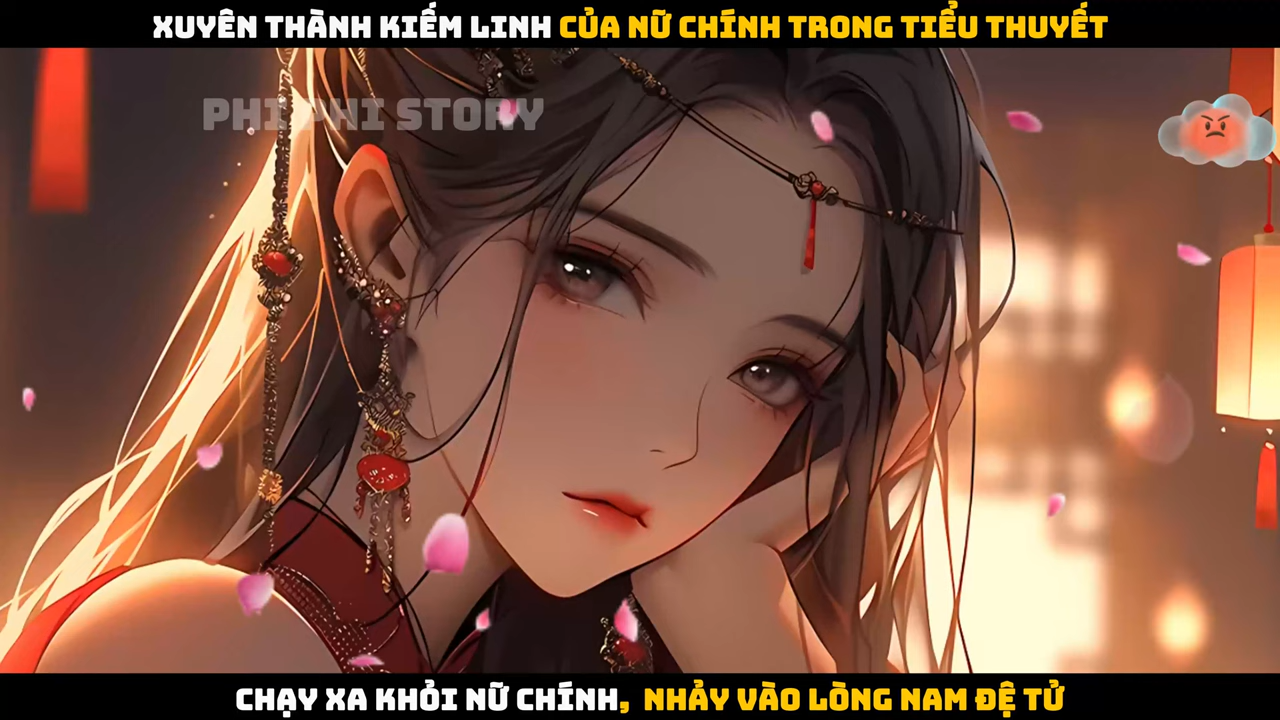 XUYÊN THÀNH KIẾM LINH CỦA NỮ CHÍNH TRONG TIỂU THUYẾT
PHI PHI STORY
CHẠY XA KHỎI NỮ CHÍNH, NHẢY VÀO LÒNG NAM ĐỆ TỬ